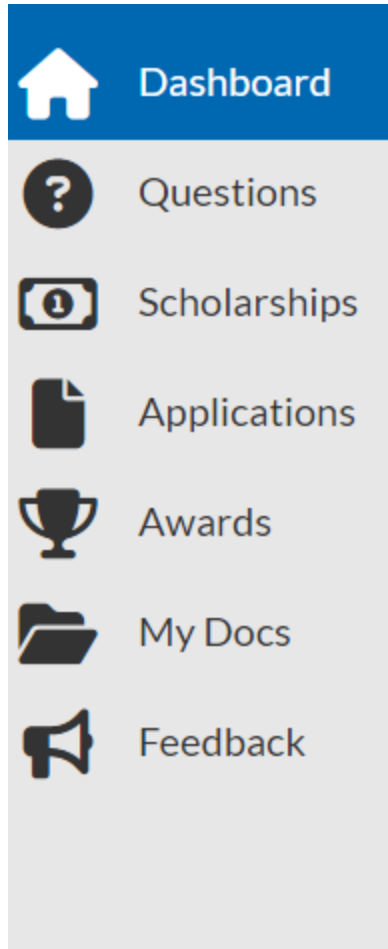 Dashboard
Questions
Scholarships
Applications
Awards
My Docs
Feedback